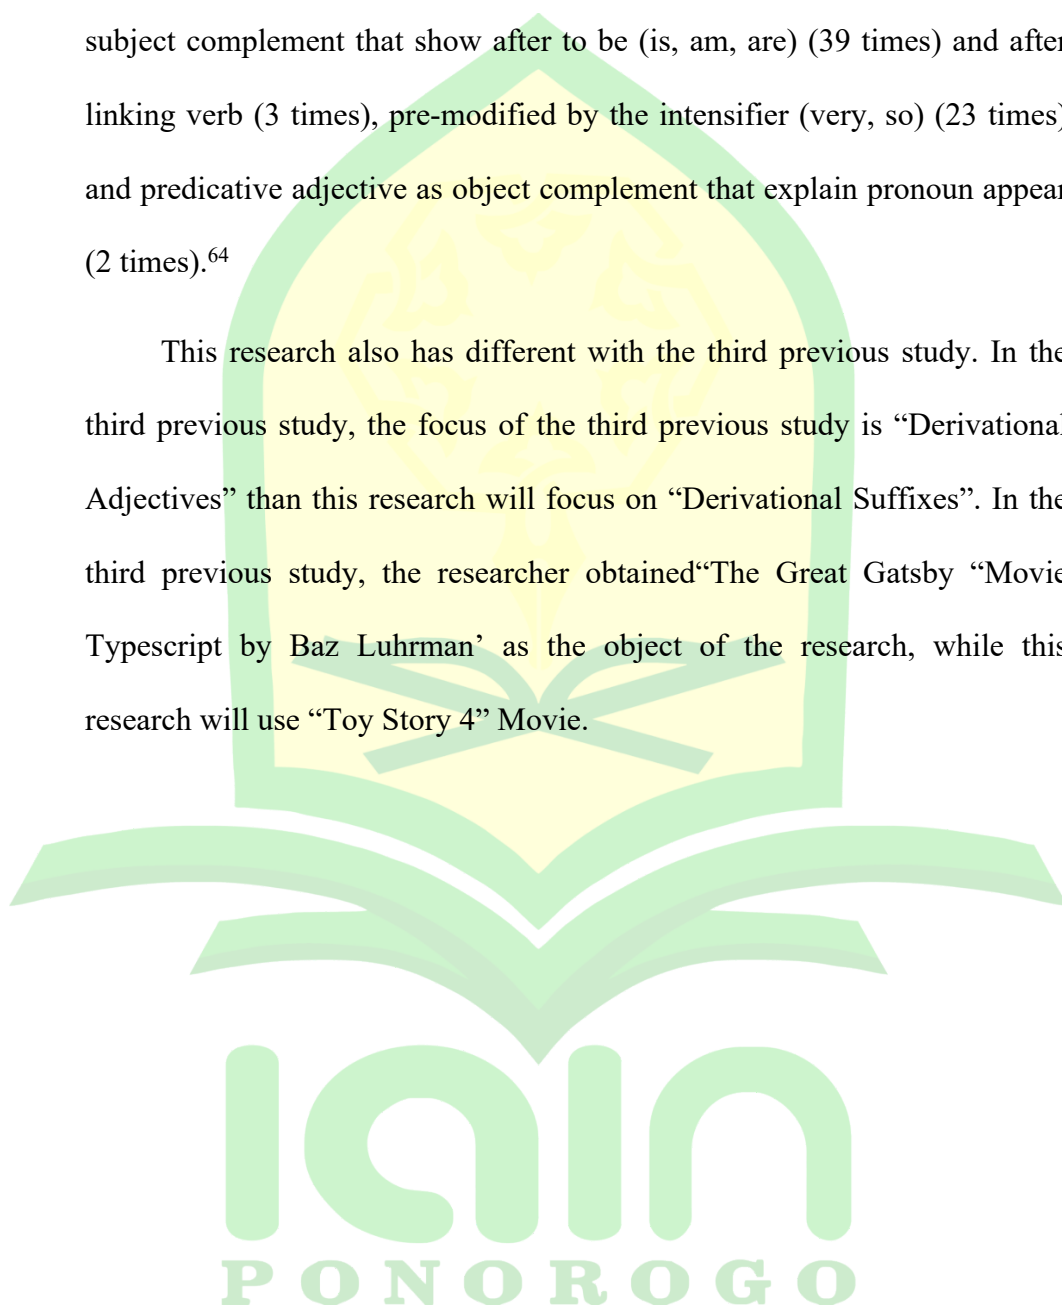 subject complement that show after to be (is, am, are) (39 times) and after
linking verb (3 times), pre-modified by the intensifier (very, so) (23 times)
and predicative adjective as object complement that explain pronoun appear
(2 times).64
This research also has different with the third previous study. In the
third previous study, the focus of the third previous study is “Derivational
Adjectives” than this research will focus on “Derivational Suffixes”. In the
third previous study, the researcher obtained“The Great Gatsby “Movie
Typescript by Baz Luhrman’ as the object of the research, while this
research will use “Toy Story 4” Movie.
iain
PONOROGO